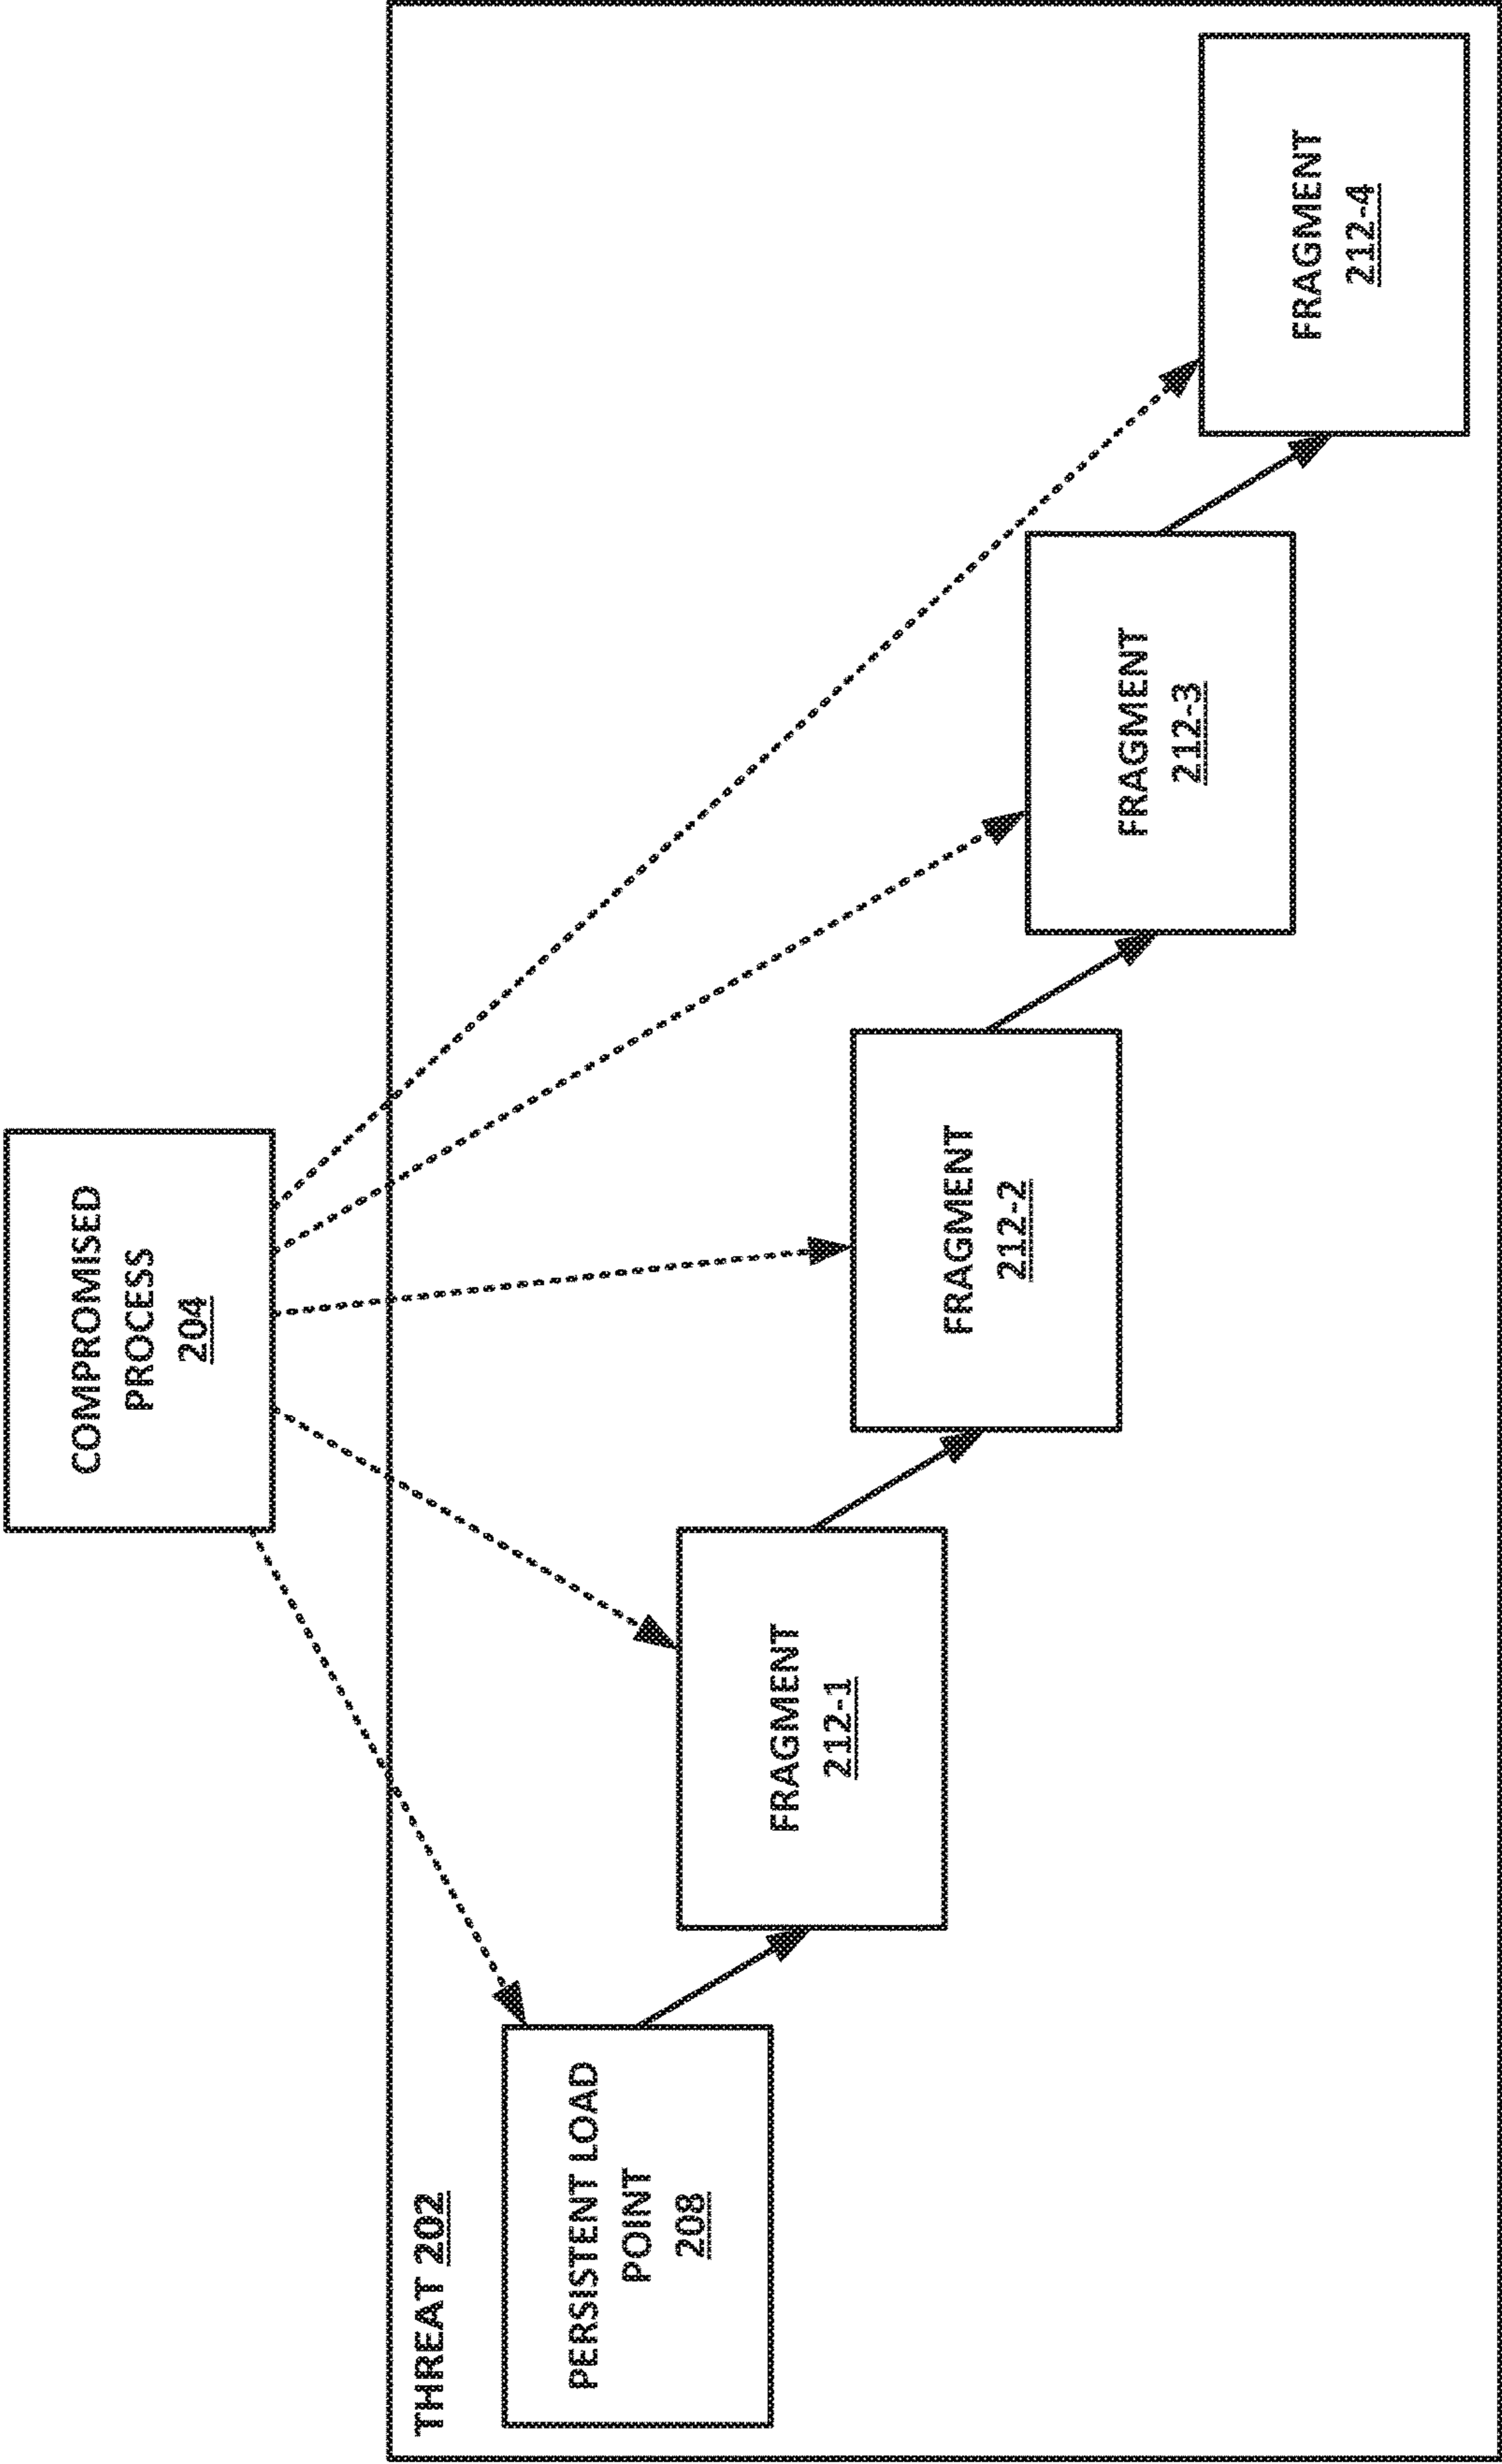 COMPROMISED
PROCESS
204
THREAT 202
PERSISTENT LOAD
POINT
208
FRAGMENT
212-1
FRAGMENT
212-2
FRAGMENT
212-3
FRAGMENT
212-4